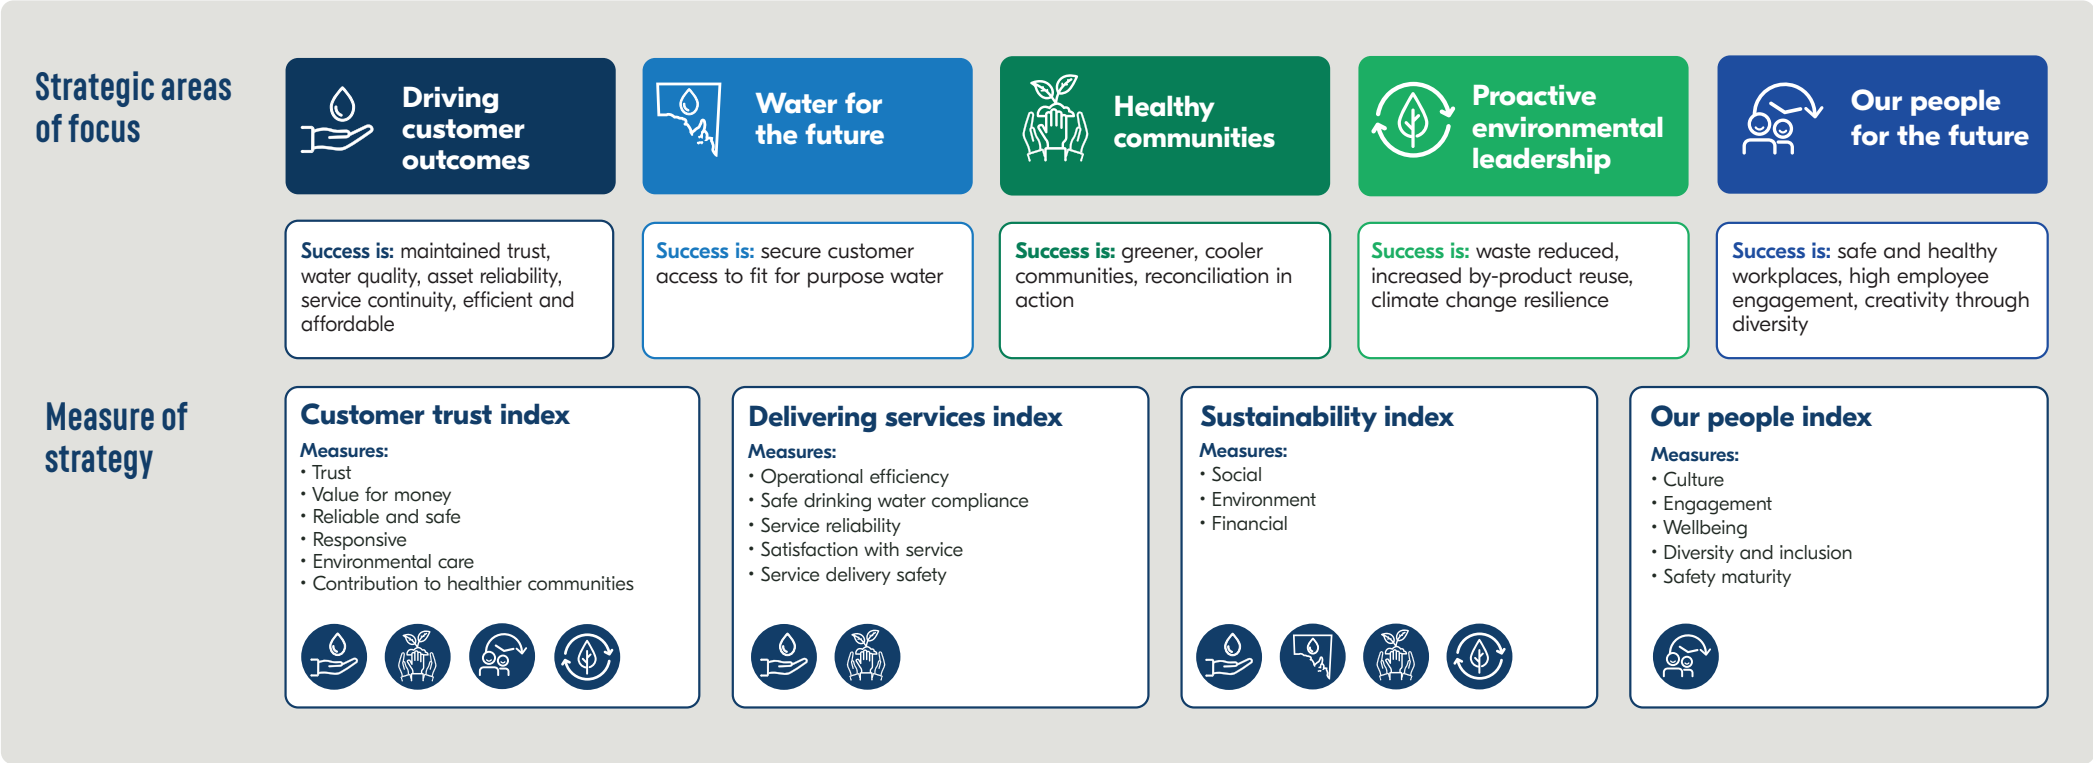 Strategic areas
of focus
Driving
customer
outcomes
Water for
the future
Healthy
communities
Proactive
environmental
leadership
Our people
for the future
Success is: maintained trust,
water quality, asset reliability,
service continuity, efficient and
affordable
Success is: secure customer
access to fit for purpose water
Success is: greener, cooler
communities, reconciliation in
action
Success is: waste reduced,
increased by-product reuse,
climate change resilience
Success is: safe and healthy
workplaces, high employee
engagement, creativity through
diversity
Measure of
strategy
Customer trust index
Measures:
• Trust
• Value for money
• Reliable and safe
• Responsive
• Environmental care
• Contribution to healthier communities
Delivering services index
Measures:
• Operational efficiency
• Safe drinking water compliance
• Service reliability
• Satisfaction with service
• Service delivery safety
Sustainability index
Measures:
• Social
• Environment
• Financial
Our people index
Measures:
• Culture
• Engagement
• Wellbeing
• Diversity and inclusion
• Safety maturity